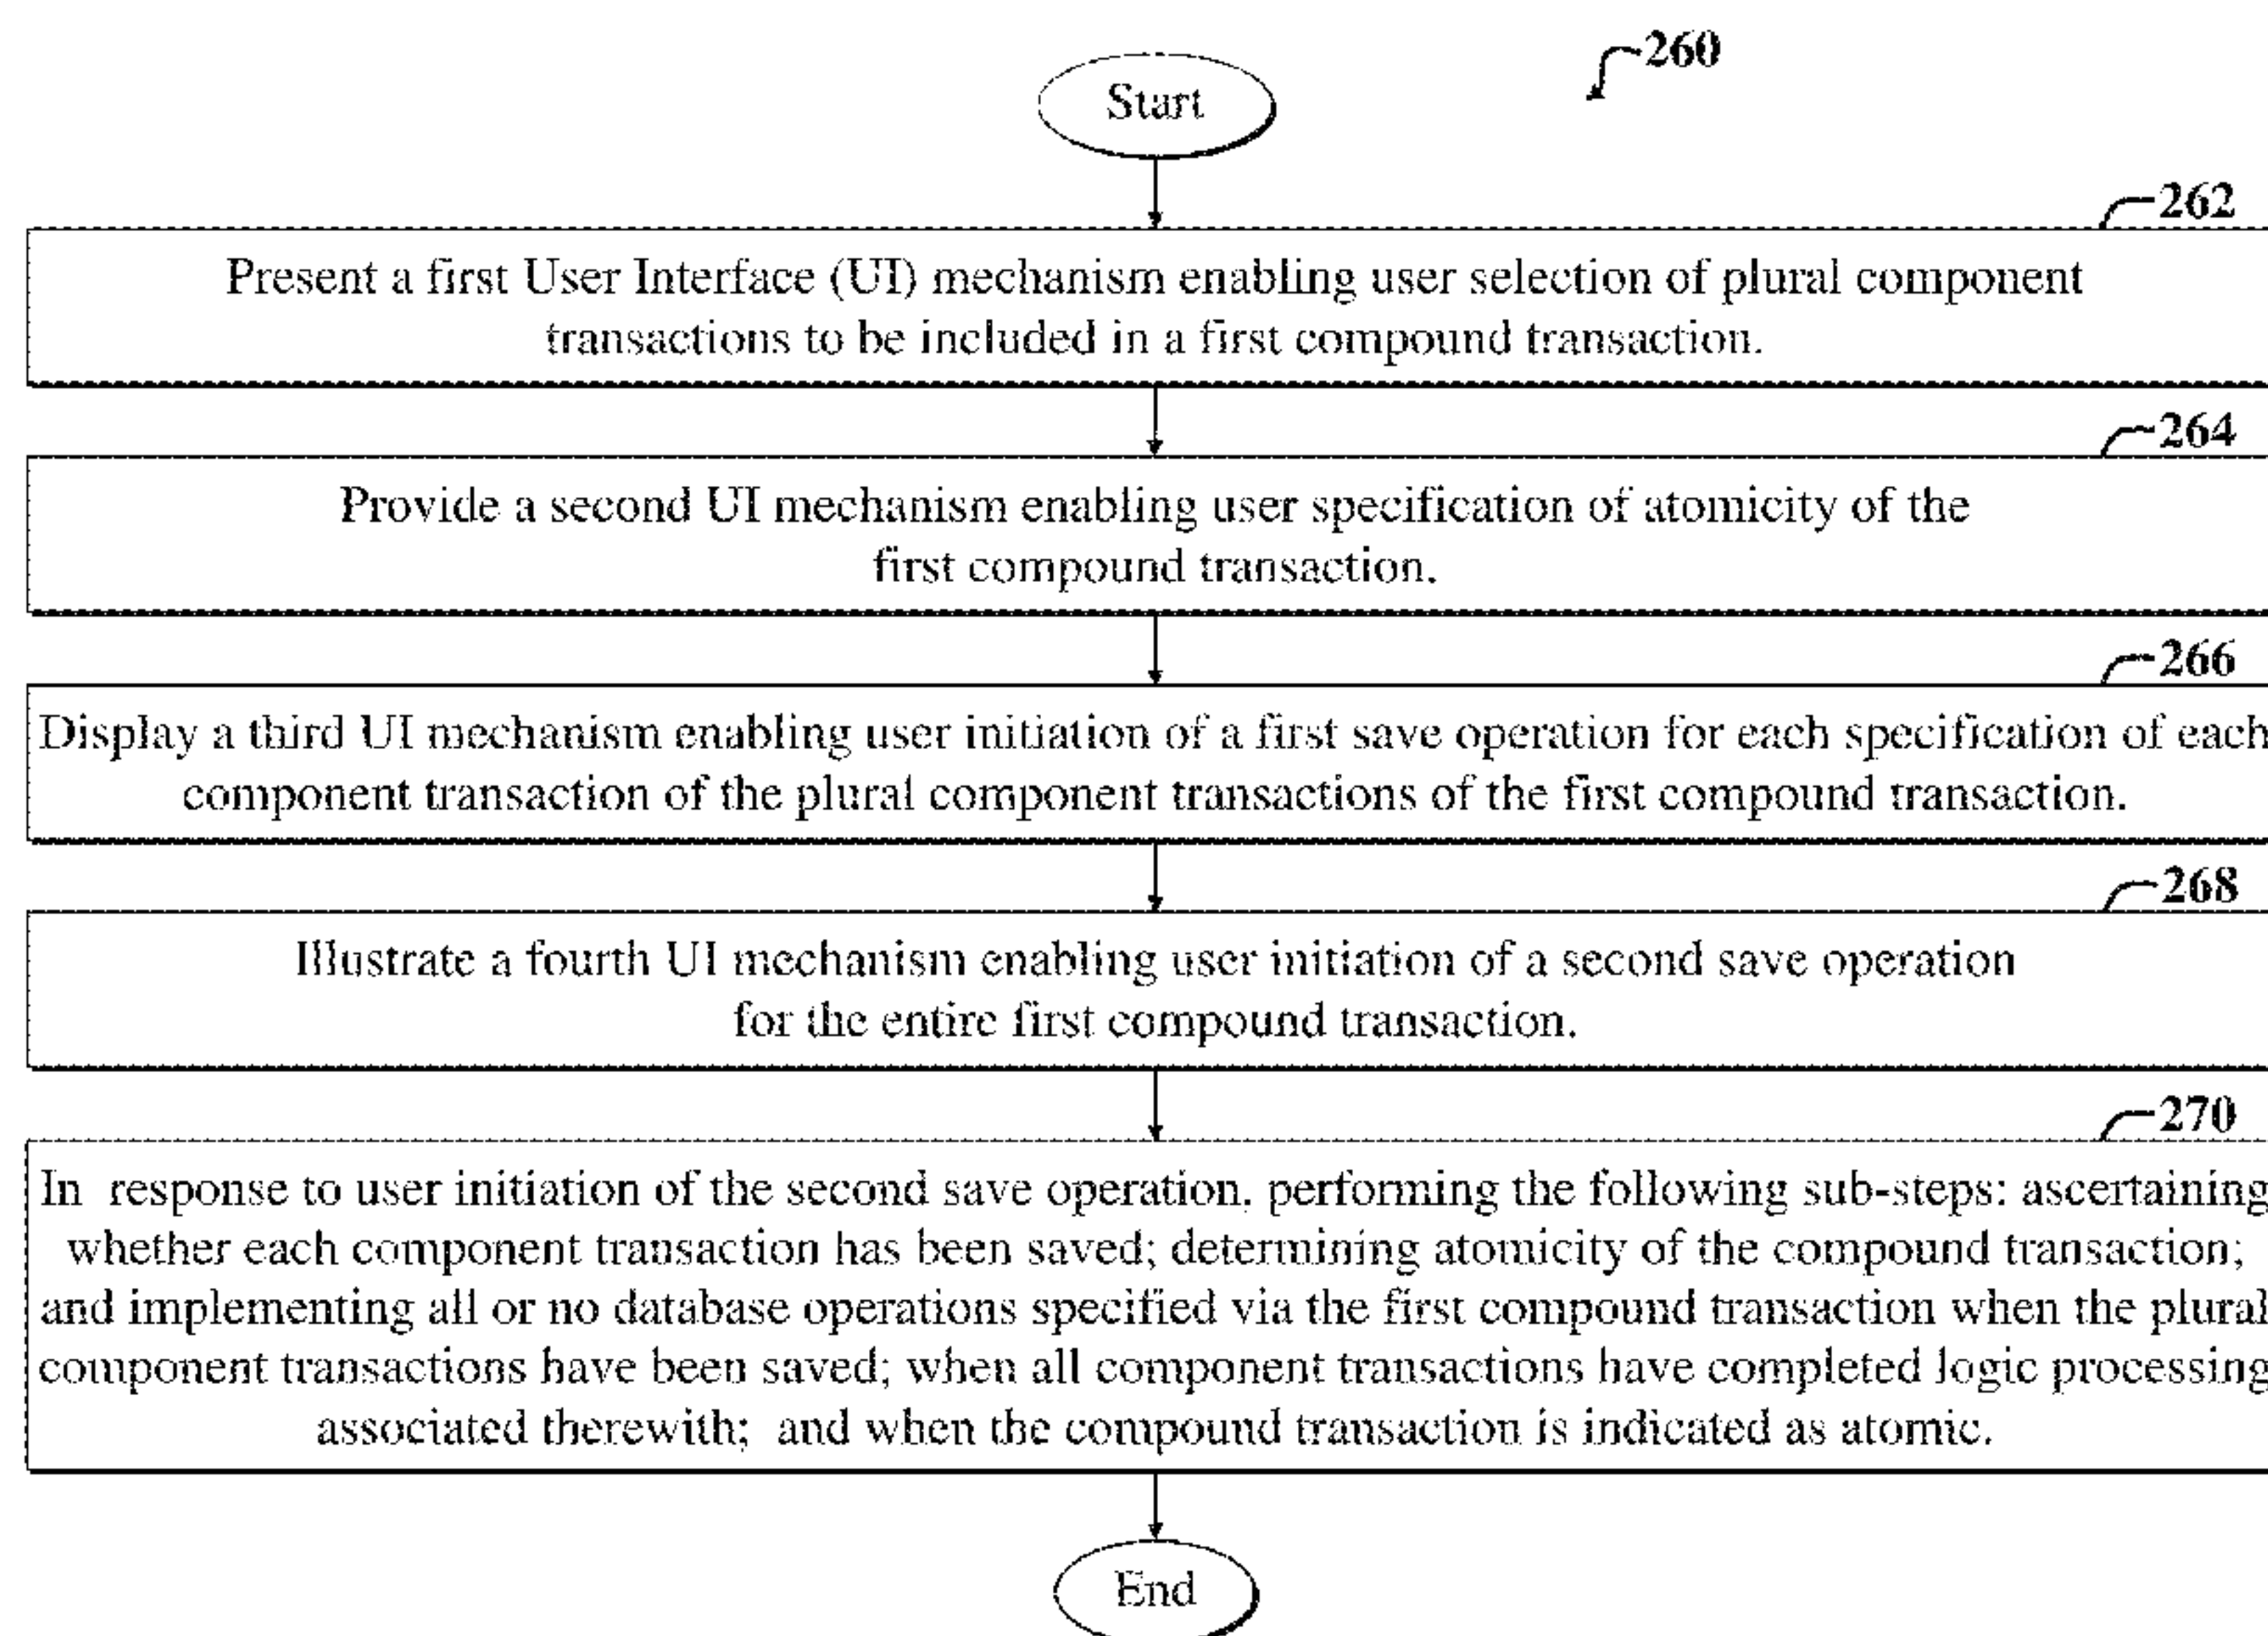 260
Start
262
Present a first User Interface (UI) mechanism enabling user selection of plural component
transactions to be included in a first compound transaction.
264
Provide a second UI mechanism enabling user specification of atomicity of the
first compound transaction.
266
Display a third UI mechanism enabling user initiation of a first save operation for each specification of each
component transaction of the plural component transactions of the first compound transaction.
268
Illustrate a fourth UI mechanism enabling user initiation of a second save operation
for the entire first compound transaction.
270
In response to user initiation of the second save operation, performing the following sub-steps: ascertaining
whether each component transaction has been saved; determining atomicity of the compound transaction;
and implementing all or no database operations specified via the first compound transaction when the plural
component transactions have been saved; when all component transactions have completed logic processing
associated therewith; and when the compound transaction is indicated as atomic.
End